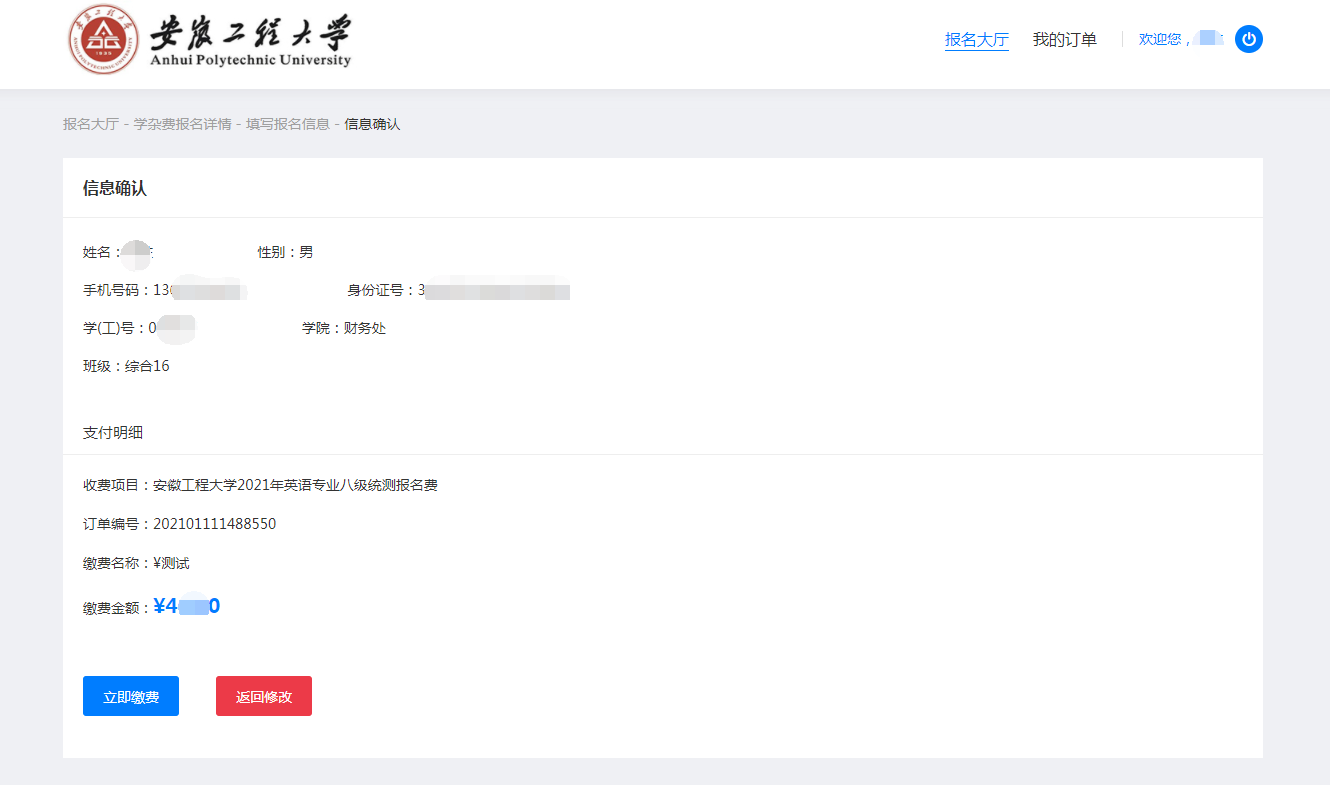 安徽工程大学
Anhui Polytechnic University
报名大厅 我的订单 欢迎您，
报名大厅 - 学杂费报名详情 - 填写报名信息 - 信息确认
信息确认
姓名： 性别：男
手机号码：13 身份证号：3
学(工)号：0 学院：财务处
班级：综合16
支付明细
收费项目：安徽工程大学2021年英语专业八级统测报名费
订单编号：202101111488550
缴费名称：¥测试
缴费金额：¥4 0
立即缴费 返回修改